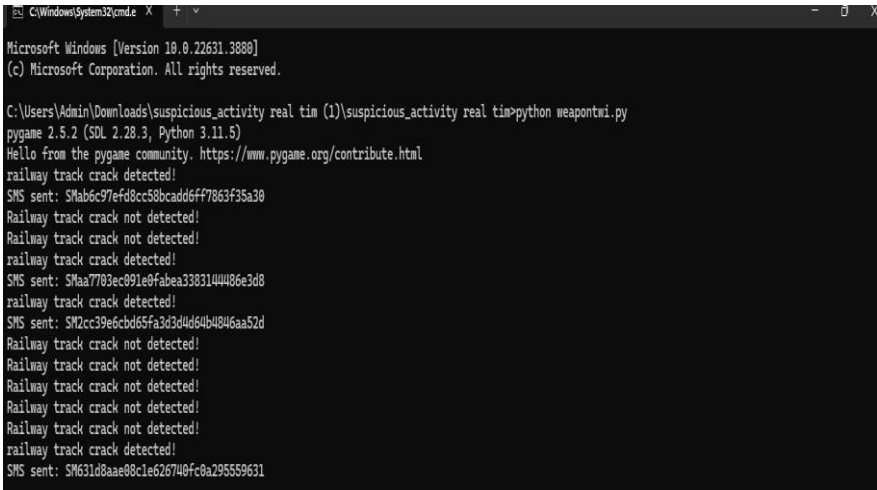 C:\Windows\System32\cmd.e
Microsoft Windows [Version 10.0.22631.3880]
(c) Microsoft Corporation. All rights reserved.
C:\Users\Admin\Downloads\suspicious_activity real tim (1)\suspicious_activity real tim>python weapontwi.py
pygame 2.5.2 (SDL 2.28.3, Python 3.11.5)
Hello from the pygame community. https://www.pygame.org/contribute.html
railway track crack detected!
SMS sent: SMab6c97efd8cc58bcadd6ff7863f35a30
Railway track crack not detected!
Railway track crack not detected!
railway track crack detected!
SMS sent: SMaa7703ec091e0fabea3383144486e3d8
railway track crack detected!
SMS sent: SM2cc39e6cbd65fa3d3d4d64b4846aa52d
Railway track crack not detected!
Railway track crack not detected!
Railway track crack not detected!
Railway track crack not detected!
Railway track crack not detected!
railway track crack detected!
SMS sent: SM631d8aae08c1e626740fc0a295559631